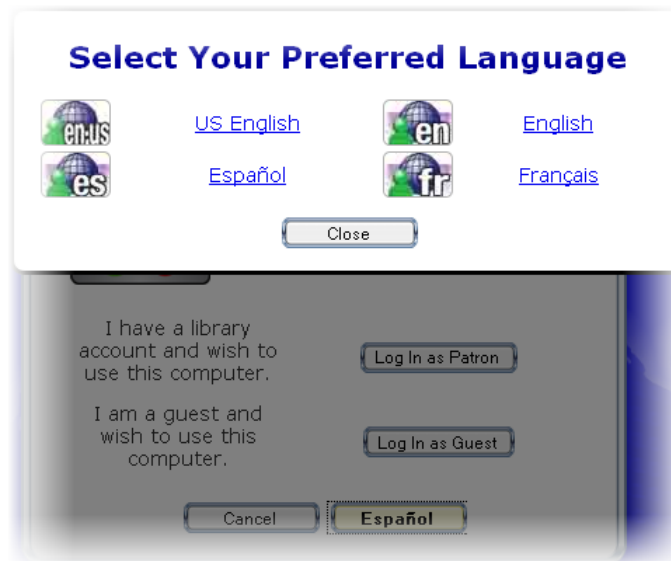 Select Your Preferred Language
en-us US English en English
es Español fr Français
Close
I have a library
account and wish to
use this computer.
Log In as Patron
I am a guest and
wish to use this
computer.
Log In as Guest
Cancel Español